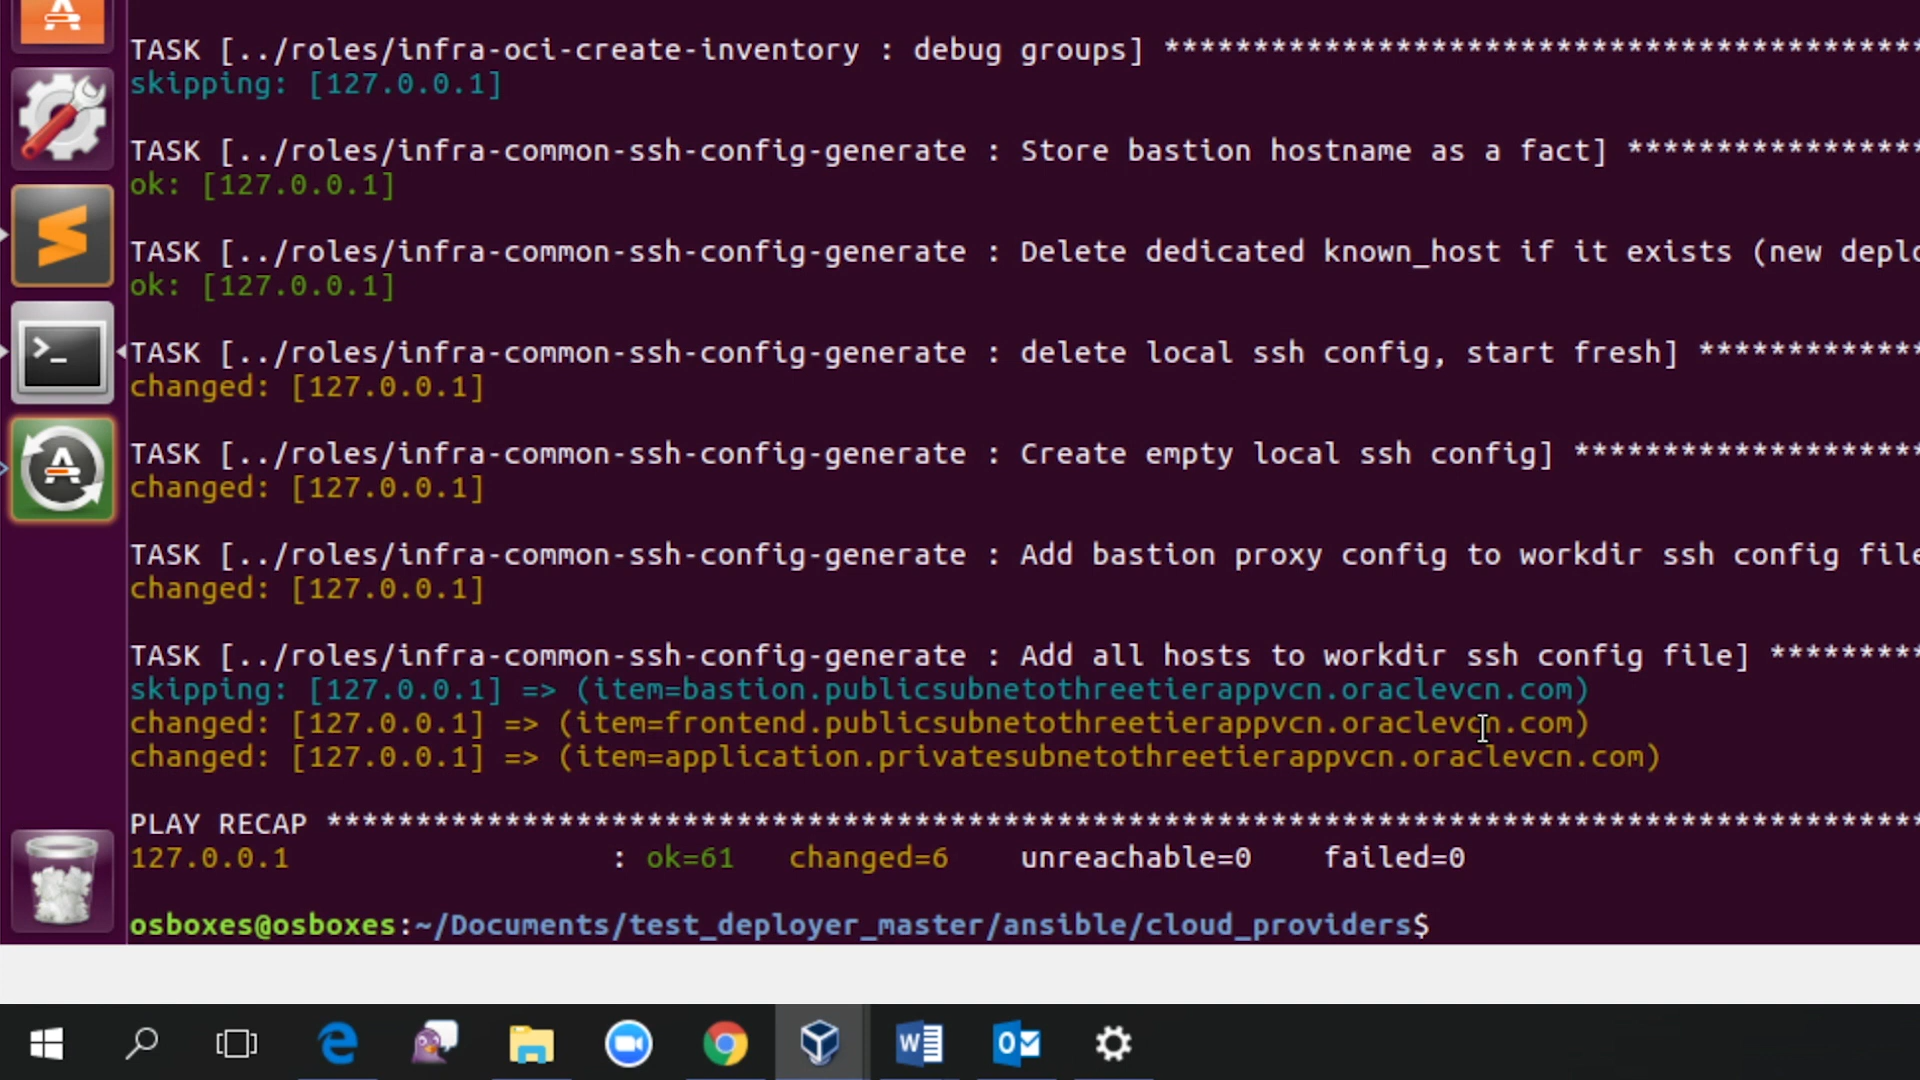 TASK [../roles/infra-oci-create-inventory : debug groups] *******************************************
skipping: [127.0.0.1]
TASK [../roles/infra-common-ssh-config-generate : Store bastion hostname as a fact] *****************
ok: [127.0.0.1]
TASK [../roles/infra-common-ssh-config-generate : Delete dedicated known_host if it exists (new deplo
ok: [127.0.0.1]
TASK [../roles/infra-common-ssh-config-generate : delete local ssh config, start fresh] *************
changed: [127.0.0.1]
TASK [../roles/infra-common-ssh-config-generate : Create empty local ssh config] ********************
changed: [127.0.0.1]
TASK [../roles/infra-common-ssh-config-generate : Add bastion proxy config to workdir ssh config file
changed: [127.0.0.1]
TASK [../roles/infra-common-ssh-config-generate : Add all hosts to workdir ssh config file] *********
skipping: [127.0.0.1] => (item=bastion.publicsubnetothreetierappvcn.oraclevcn.com)
changed: [127.0.0.1] => (item=frontend.publicsubnetothreetierappvcn.oraclevcn.com)
changed: [127.0.0.1] => (item=application.privatesubnetothreetierappvcn.oraclevcn.com)
PLAY RECAP ******************************************************************************************
127.0.0.1 : ok=61 changed=6 unreachable=0 failed=0
osboxes@osboxes:~/Documents/test_deployer_master/ansible/cloud_providers$